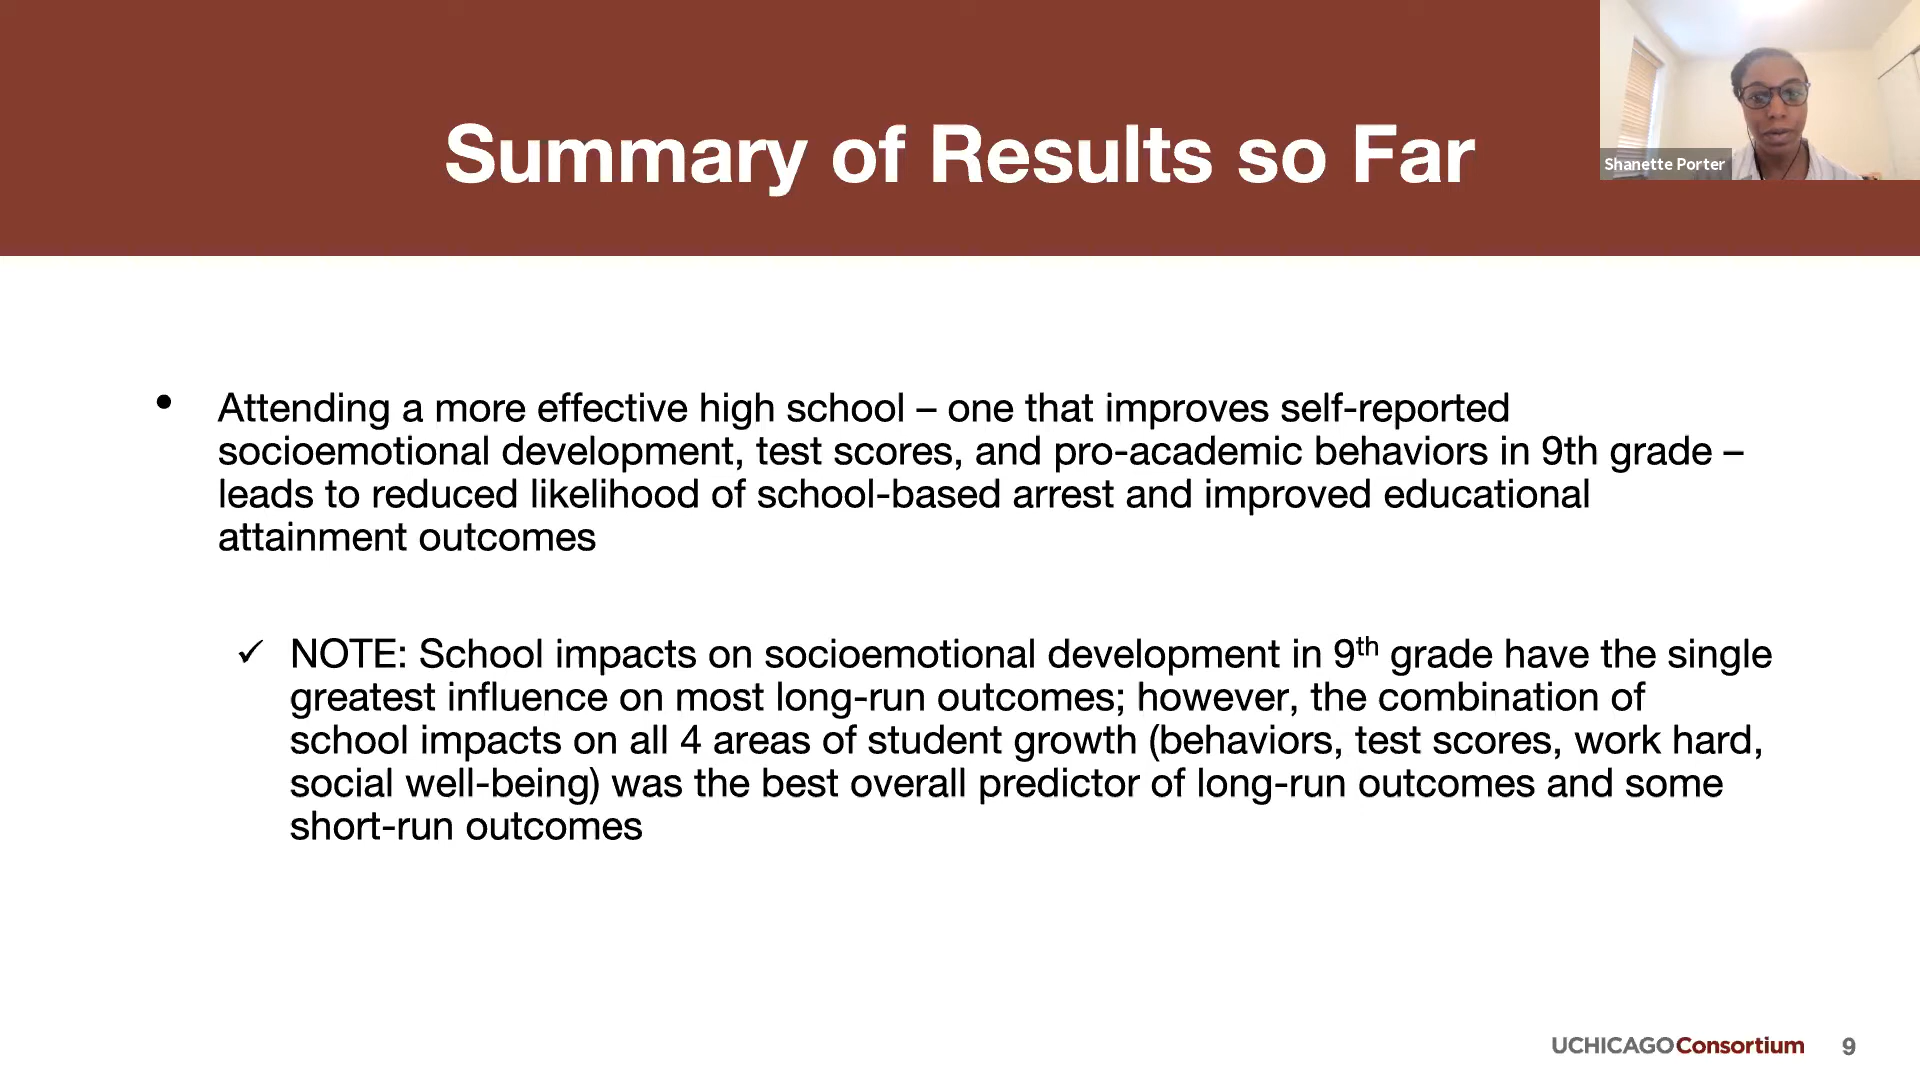 Summary of Results so Far
Shanette Porter
• Attending a more effective high school – one that improves self-reported
socioemotional development, test scores, and pro-academic behaviors in 9th grade –
leads to reduced likelihood of school-based arrest and improved educational
attainment outcomes
✓ NOTE: School impacts on socioemotional development in 9th grade have the single
greatest influence on most long-run outcomes; however, the combination of
school impacts on all 4 areas of student growth (behaviors, test scores, work hard,
social well-being) was the best overall predictor of long-run outcomes and some
short-run outcomes
UCHICAGOConsortium 9